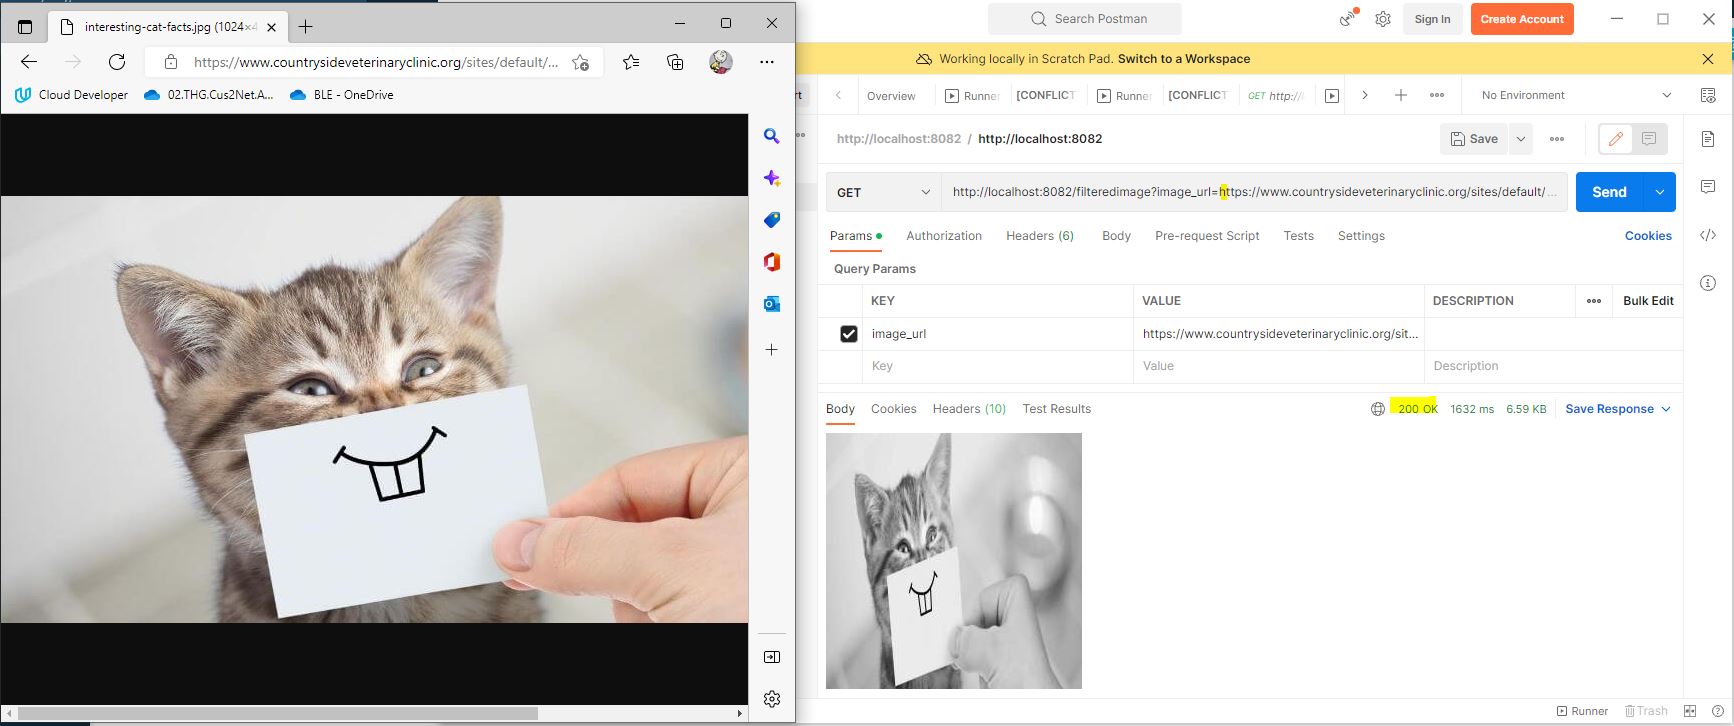 interesting-cat-facts.jpg (1024×4
https://www.countrysideveterinaryclinic.org/sites/default/...
Cloud Developer
02.THG.Cus2Net.A...
BLE - OneDrive
Search Postman
Sign In
Create Account
Working locally in Scratch Pad. Switch to a Workspace
rt
Overview
Runner
[CONFLICT
Runner
[CONFLICT
GET http://l
No Environment
http://localhost:8082 / http://localhost:8082
Save
GET
http://localhost:8082/filteredimage?image_url=https://www.countrysideveterinaryclinic.org/sites/default/...
Send
Params
Authorization
Headers (6)
Body
Pre-request Script
Tests
Settings
Cookies
Query Params
KEY
VALUE
DESCRIPTION
Bulk Edit
image_url
https://www.countrysideveterinaryclinic.org/sit...
Key
Value
Description
Body
Cookies
Headers (10)
Test Results
200 OK
1632 ms
6.59 KB
Save Response
Runner
Trash